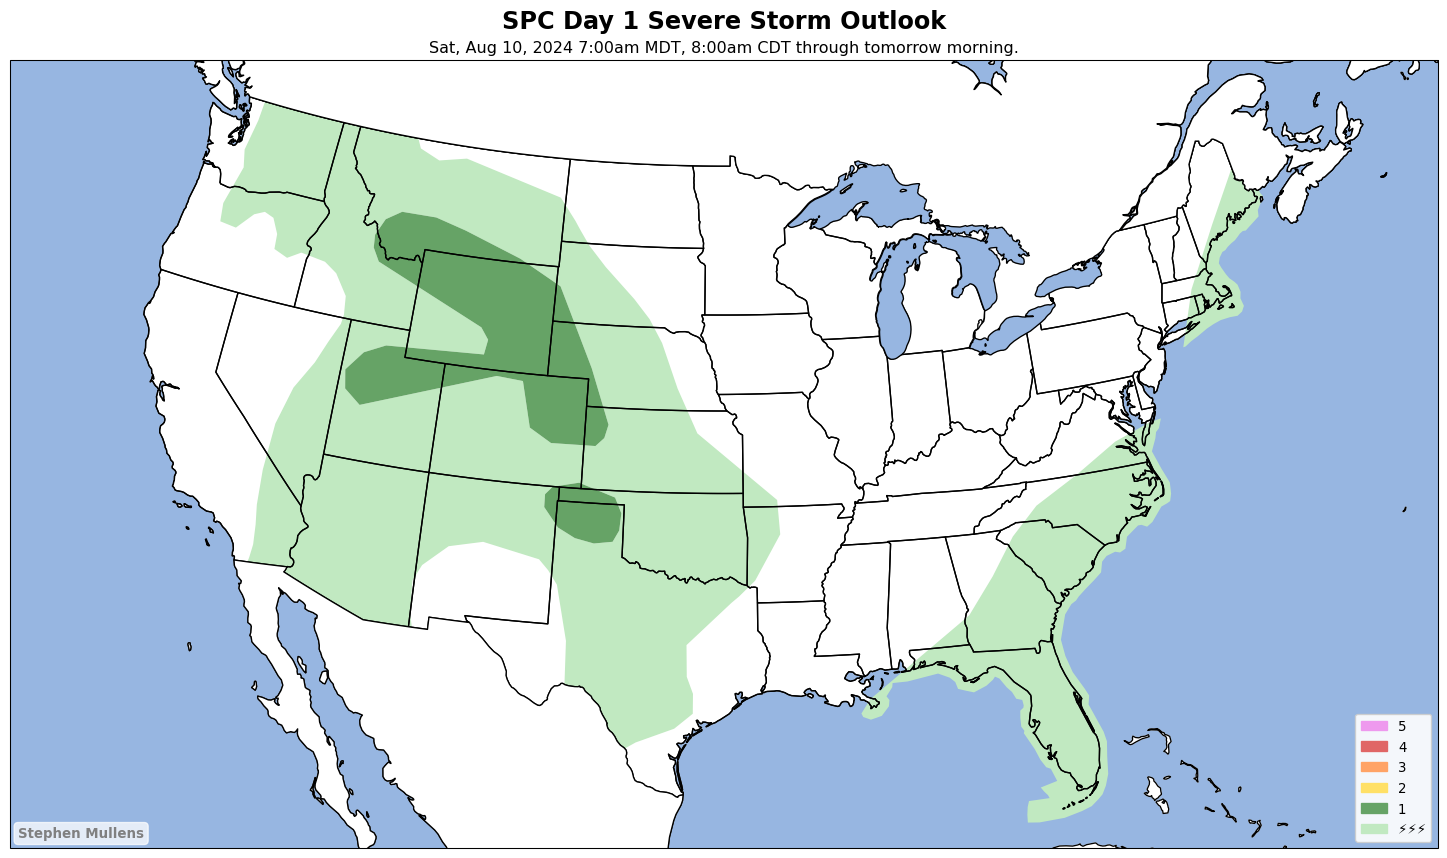 SPC Day 1 Severe Storm Outlook
Sat, Aug 10, 2024 7:00am MDT, 8:00am CDT through tomorrow morning.
5
4
3
2
1
⚡⚡⚡
Stephen Mullens